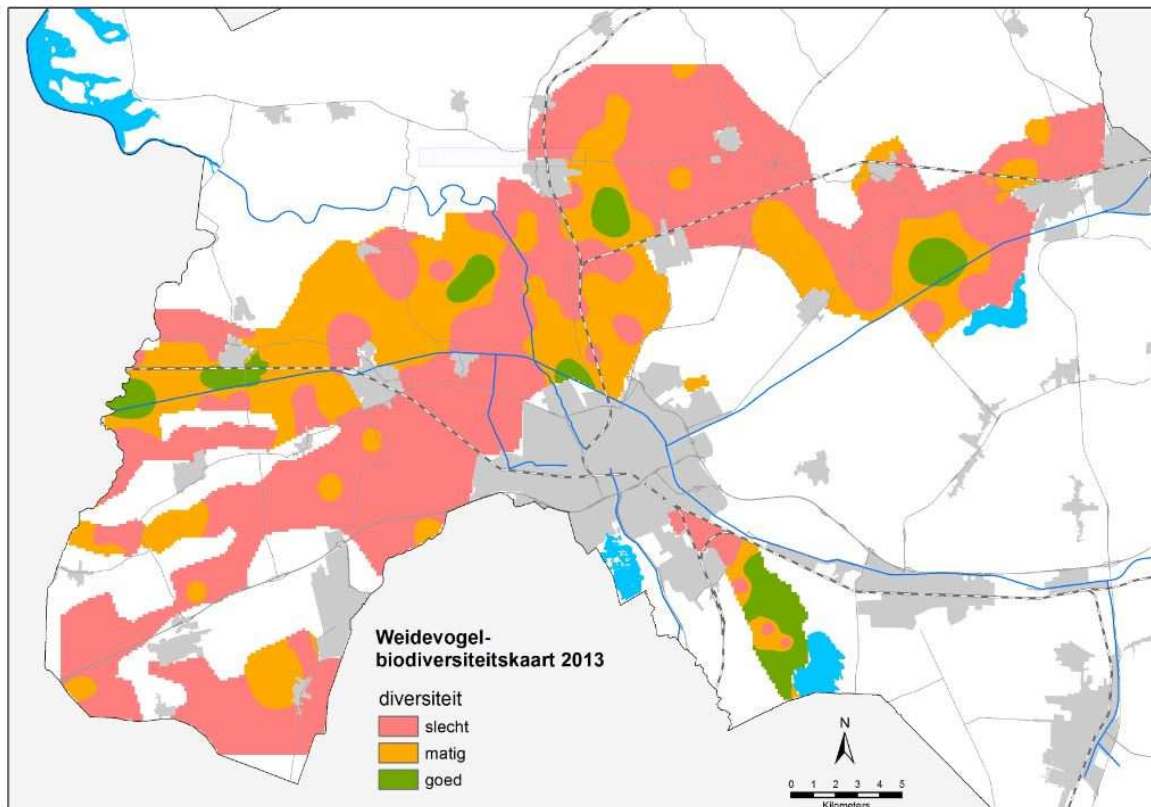 Weidevogel-
biodiversiteitskaart 2013
diversiteit
slecht
matig
goed
N
0 1 2 3 4 5
Kilometers